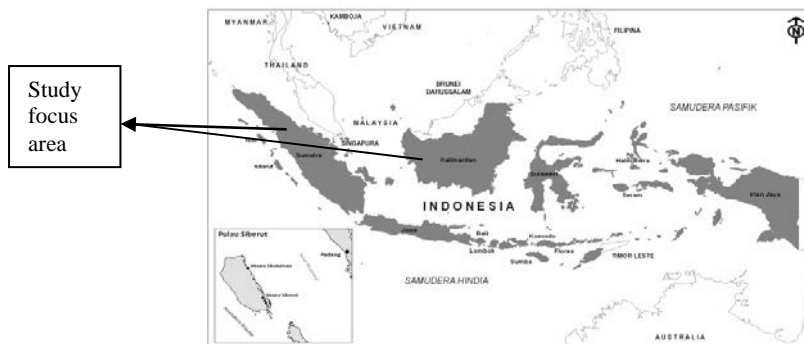 Study
focus
area
MYANMAR
KAMBOJA
VIETNAM
FILIPINA
THAILAND
BRUNEI
DARUSSALAM
MALAYSIA
SAMUDERA PASIFIK
SINGAPURA
Sumatra
Kalimantan
Sulawesi
Halmahera
Seram
Irian Jaya
Siberut
INDONESIA
Jawa
Bali
Lombok
Komodo
Flores
Sumba
TIMOR LESTE
SAMUDERA HINDIA
AUSTRALIA
Pulau Siberut
Padang